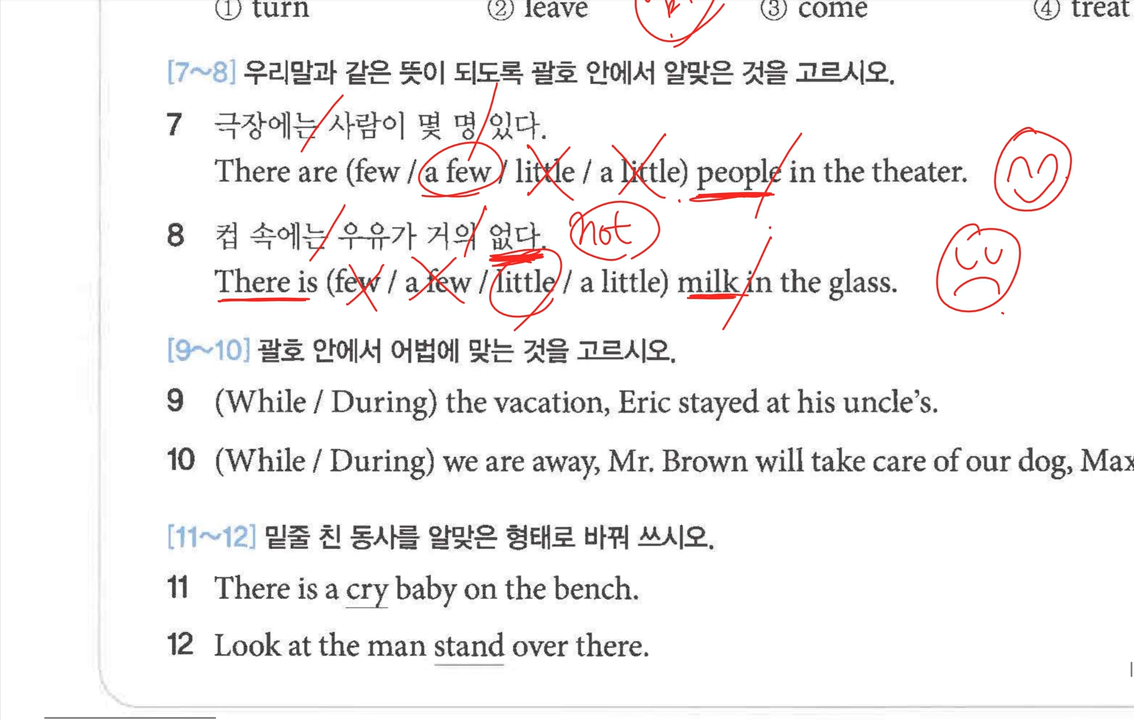 ① turn ② leave ③ come ④ treat
[7~8] 우리말과 같은 뜻이 되도록 괄호 안에서 알맞은 것을 고르시오.
7 극장에는 사람이 몇 명 있다.
There are (few / a few / little / a little) people in the theater.
8 컵 속에는 우유가 거의 없다. not
There is (few / a few / little / a little) milk in the glass.
[9~10] 괄호 안에서 어법에 맞는 것을 고르시오.
9 (While / During) the vacation, Eric stayed at his uncle's.
10 (While / During) we are away, Mr. Brown will take care of our dog, Max
[11~12] 밑줄 친 동사를 알맞은 형태로 바꿔 쓰시오.
11 There is a cry baby on the bench.
12 Look at the man stand over there.